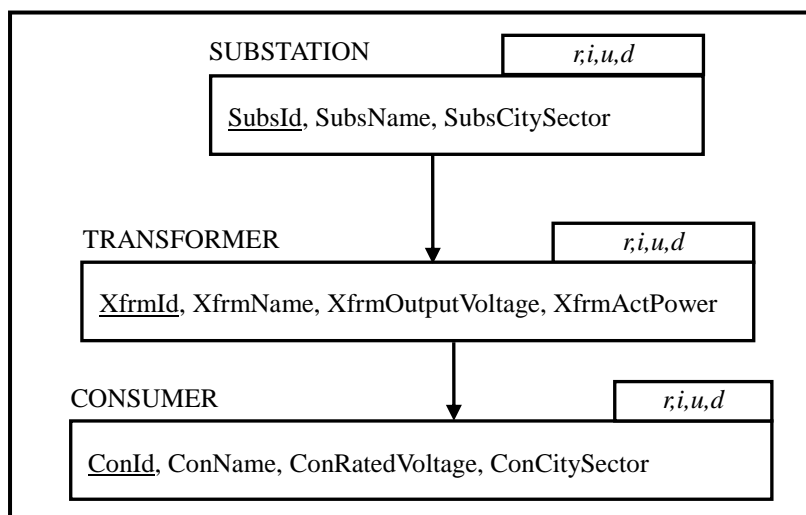 SUBSTATION
r,i,u,d
SubsId, SubsName, SubsCitySector
TRANSFORMER
r,i,u,d
XfrmId, XfrmName, XfrmOutputVoltage, XfrmActPower
CONSUMER
r,i,u,d
ConId, ConName, ConRatedVoltage, ConCitySector